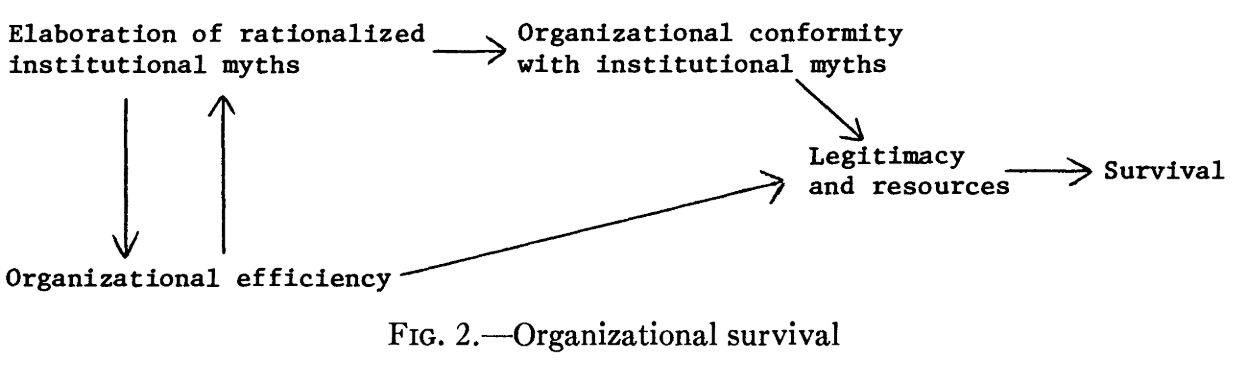 Elaboration of rationalized
institutional myths
Organizational conformity
with institutional myths
Legitimacy
and resources
Survival
Organizational efficiency
FIG. 2.—Organizational survival